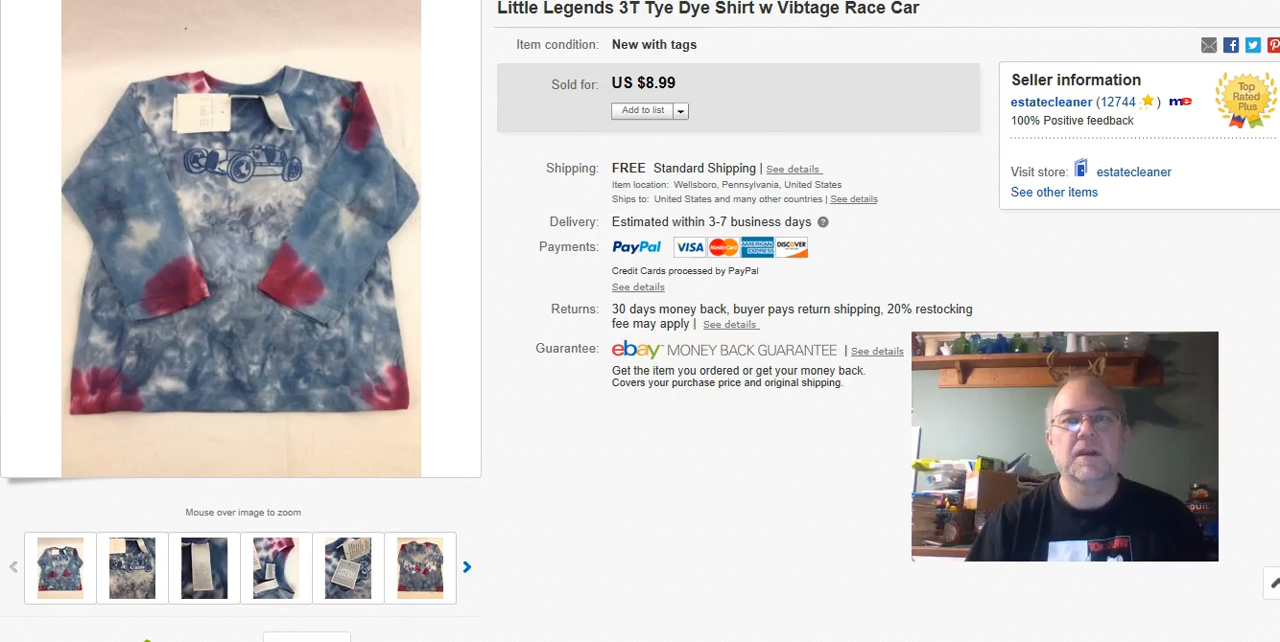 Little Legends 3T Tye Dye Shirt w Vibtage Race Car
Item condition: New with tags
Sold for: US $8.99
Add to list
Shipping: FREE Standard Shipping | See details
Item location: Wellsboro, Pennsylvania, United States
Ships to: United States and many other countries | See details
Delivery: Estimated within 3-7 business days ?
Payments: PayPal VISA MasterCard AMERICAN EXPRESS DISCOVER
Credit Cards processed by PayPal
See details
Returns: 30 days money back, buyer pays return shipping, 20% restocking
fee may apply | See details
Guarantee: ebay MONEY BACK GUARANTEE | See details
Get the item you ordered or get your money back.
Covers your purchase price and original shipping.
Seller information
estatecleaner (12744 ) me
100% Positive feedback
Top
Rated
Plus
Visit store: estatecleaner
See other items
Mouse over image to zoom